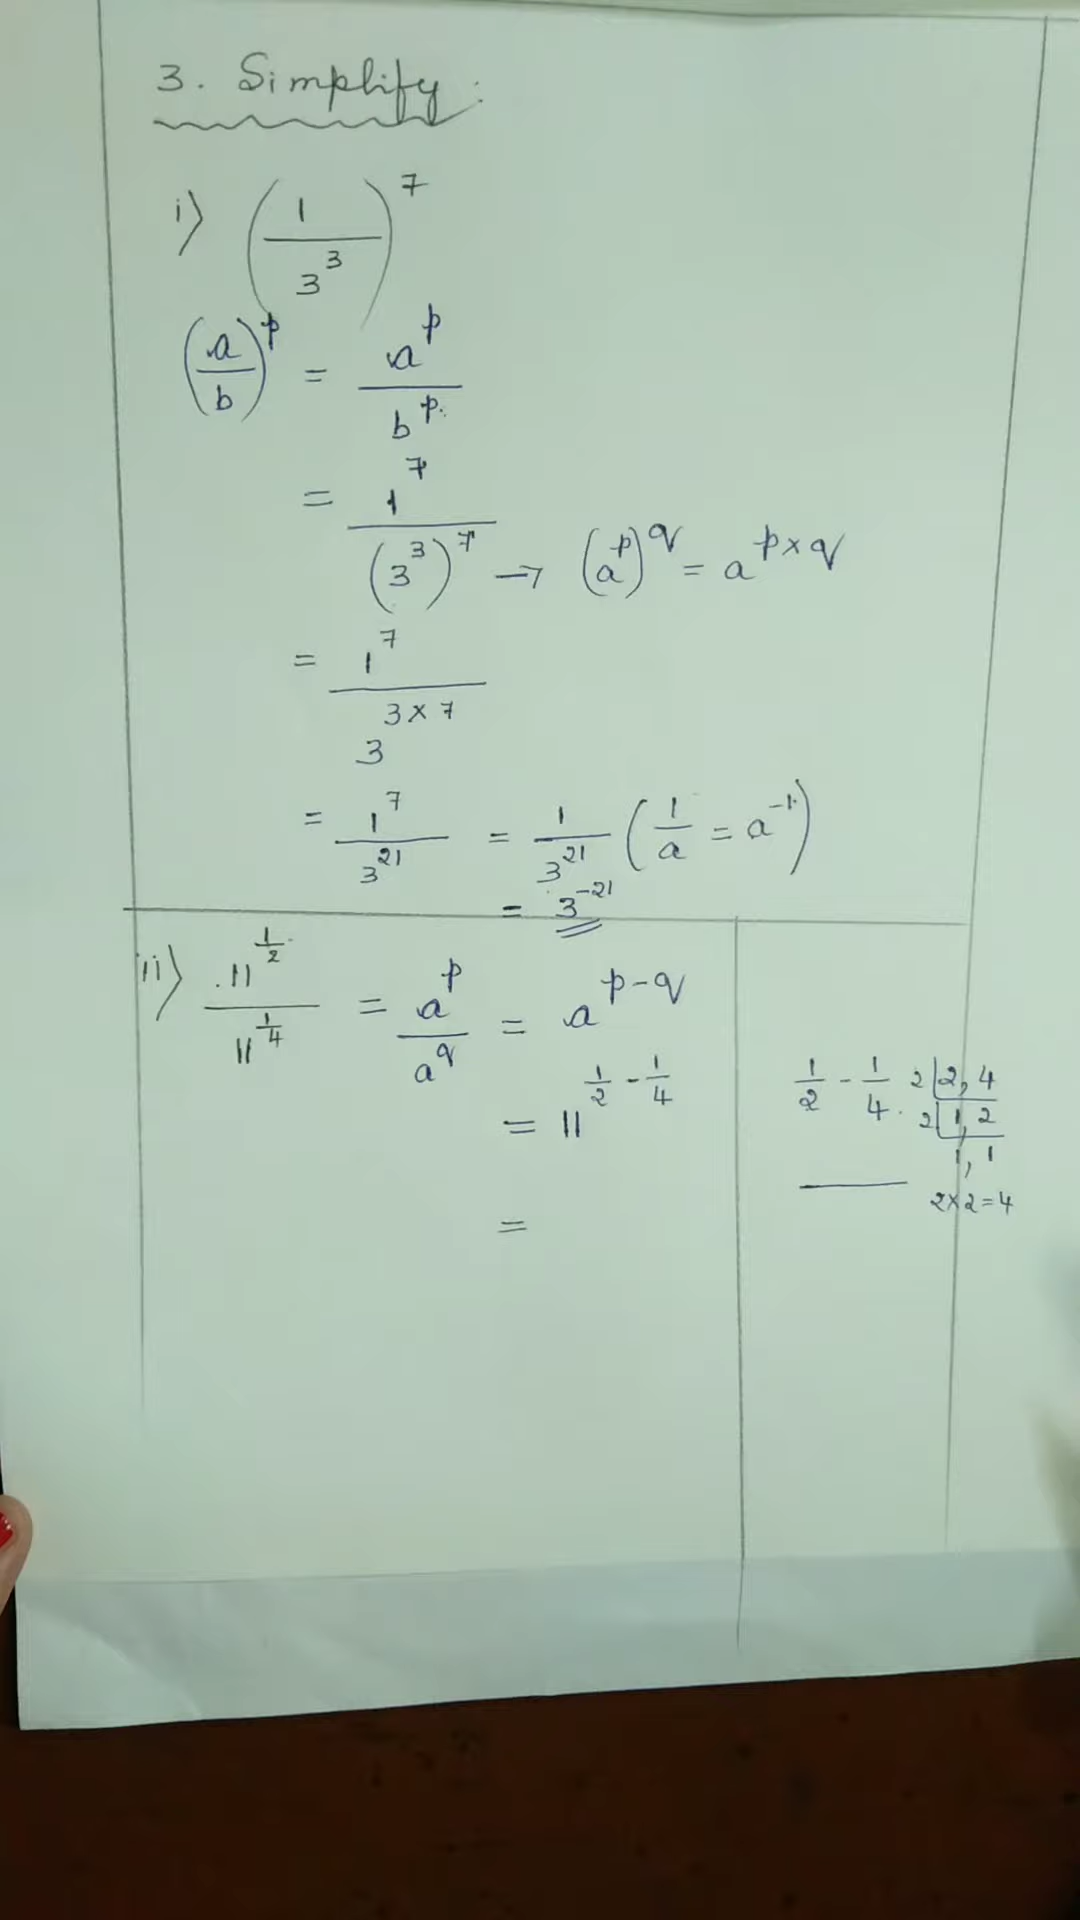 3. Simplify:
i) (1/3^3)^7
(a/b)^p = a^p/b^p
= 1^7/(3^3)^7 → (a^p)^q = a^(p×q)
= 1^7/3^(3×7)
= 1^7/3^21 = 1/3^21 (1/a = a^-1)
= 3^-21
ii) 11^(1/2)/11^(1/4) = a^p/a^q = a^(p-q)
= 11^(1/2 - 1/4)
=
1/2 - 1/4
2 | 2, 4
2 | 1, 2
1, 1
2×2=4